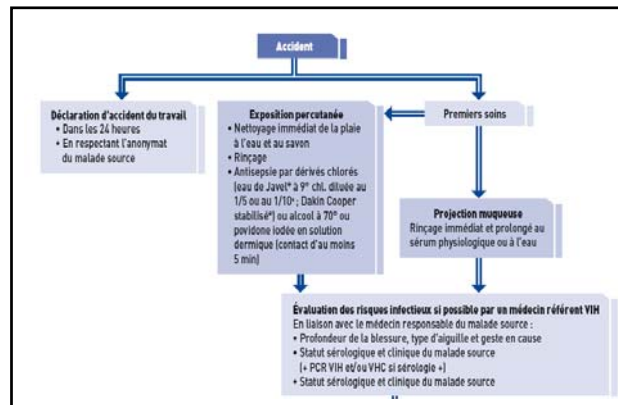 Accident
Déclaration d'accident du travail
• Dans les 24 heures
• En respectant l'anonymat
du malade source
Exposition percutanée
• Nettoyage immédiat de la plaie
à l'eau et au savon
• Rinçage
• Antisepsie par dérivés chlorés
(eau de Javel* à 9° chl. diluée au
1/5 ou au 1/10e ; Dakin Cooper
stabilisé*) ou alcool à 70° ou
povidone iodée en solution
dermique (contact d'au moins
5 min)
Premiers soins
Projection muqueuse
Rinçage immédiat et prolongé au
sérum physiologique ou à l'eau
Évaluation des risques infectieux si possible par un médecin référent VIH
En liaison avec le médecin responsable du malade source :
• Profondeur de la blessure, type d'aiguille et geste en cause
• Statut sérologique et clinique du malade source
(+ PCR VIH et/ou VHC si sérologie +)
• Statut sérologique et clinique du malade source